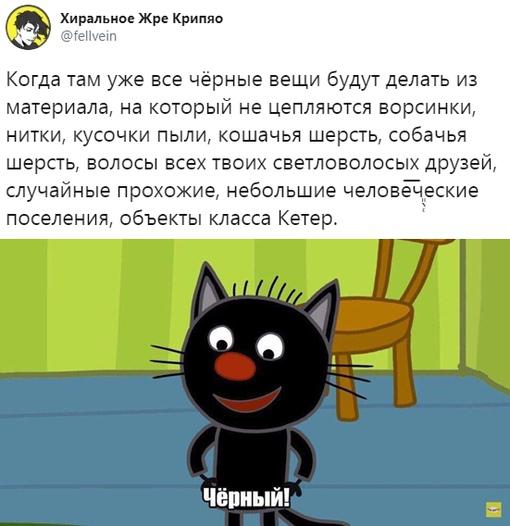 Хиральное Жре Крипяо
@fellvein
Когда там уже все чёрные вещи будут делать из
материала, на который не цепляются ворсинки,
нитки, кусочки пыли, кошачья шерсть, собачья
шерсть, волосы всех твоих светловолосых друзей,
случайные прохожие, небольшие человеческие
поселения, объекты класса Кетер.
Чёрный!